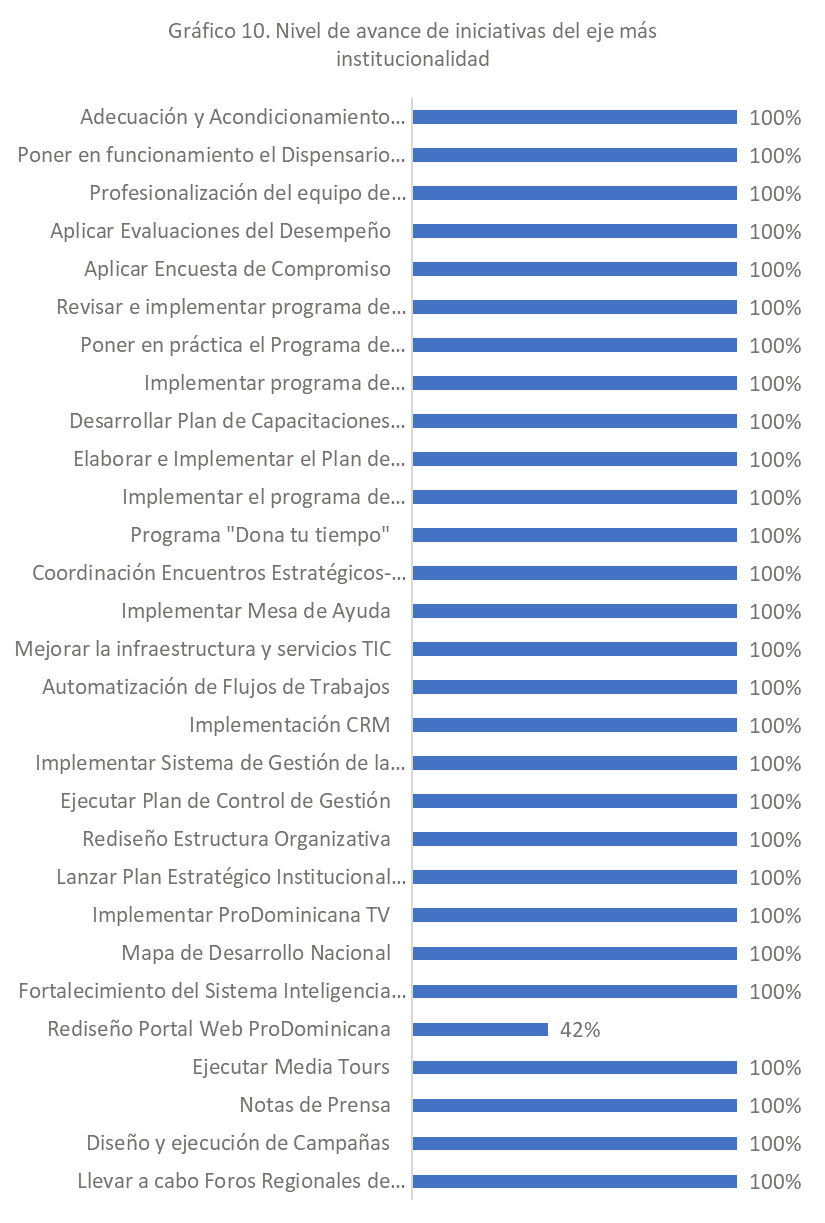 Gráfico 10. Nivel de avance de iniciativas del eje más
institucionalidad
Adecuación y Acondicionamiento... 100%
Poner en funcionamiento el Dispensario... 100%
Profesionalización del equipo de... 100%
Aplicar Evaluaciones del Desempeño 100%
Aplicar Encuesta de Compromiso 100%
Revisar e implementar programa de... 100%
Poner en práctica el Programa de... 100%
Implementar programa de... 100%
Desarrollar Plan de Capacitaciones... 100%
Elaborar e Implementar el Plan de... 100%
Implementar el programa de... 100%
Programa "Dona tu tiempo" 100%
Coordinación Encuentros Estratégicos-... 100%
Implementar Mesa de Ayuda 100%
Mejorar la infraestructura y servicios TIC 100%
Automatización de Flujos de Trabajos 100%
Implementación CRM 100%
Implementar Sistema de Gestión de la... 100%
Ejecutar Plan de Control de Gestión 100%
Rediseño Estructura Organizativa 100%
Lanzar Plan Estratégico Institucional... 100%
Implementar ProDominicana TV 100%
Mapa de Desarrollo Nacional 100%
Fortalecimiento del Sistema Inteligencia... 100%
Rediseño Portal Web ProDominicana 42%
Ejecutar Media Tours 100%
Notas de Prensa 100%
Diseño y ejecución de Campañas 100%
Llevar a cabo Foros Regionales de... 100%